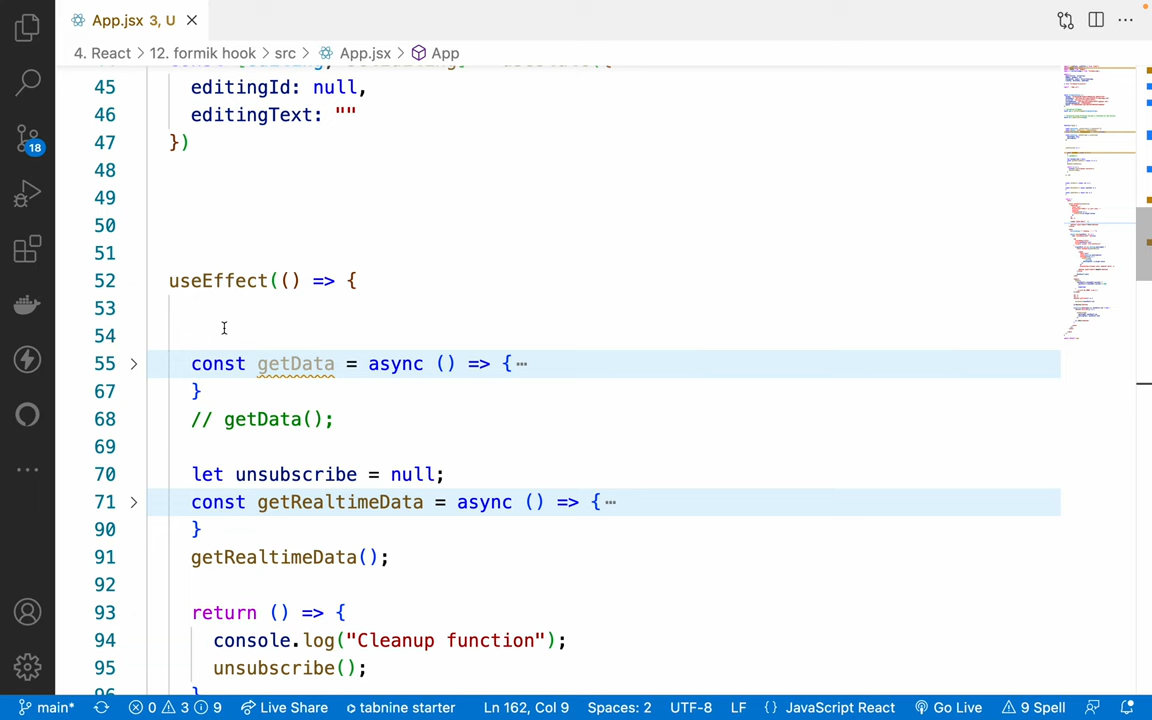 App.jsx 3, U
4. React > 12. formik hook > src > App.jsx > App
45 editingId: null,
46 editingText: ""
47 })
48
49
50
51
52 useEffect(() => {
53
54
55 const getData = async () => {
67 }
68 // getData();
69
70 let unsubscribe = null;
71 const getRealtimeData = async () => {
90 }
91 getRealtimeData();
92
93 return () => {
94 console.log("Cleanup function");
95 unsubscribe();
18
main* 0 3 9 Live Share tabnine starter Ln 162, Col 9 Spaces: 2 UTF-8 LF {} JavaScript React Go Live 9 Spell